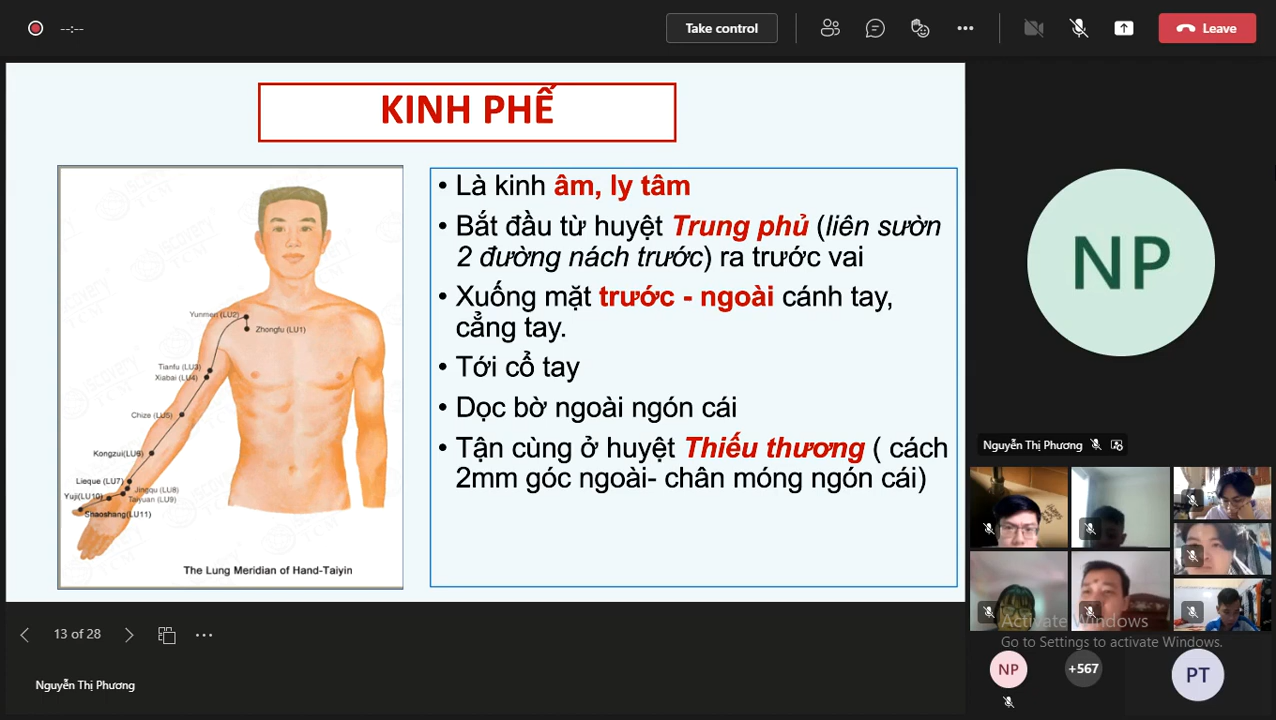 --:--
Take control
Leave
KINH PHẾ
• Là kinh âm, ly tâm
• Bắt đầu từ huyệt Trung phủ (liên sườn
2 đường nách trước) ra trước vai
• Xuống mặt trước - ngoài cánh tay,
cẳng tay.
• Tới cổ tay
• Dọc bờ ngoài ngón cái
• Tận cùng ở huyệt Thiếu thương ( cách
2mm góc ngoài- chân móng ngón cái)
Yunmen (LU2)
Zhongfu (LU1)
Tianfu (LU3)
Xiabai (LU4)
Chize (LU5)
Kongzui(LU6)
Lieque (LU7)
Jingqu (LU8)
Yuji(LU10)
Taiyuan (LU9)
Shaoshang(LU11)
The Lung Meridian of Hand-Taiyin
NP
Nguyễn Thị Phương
Activate Windows
Go to Settings to activate Windows.
NP
+567
PT
13 of 28
Nguyễn Thị Phương